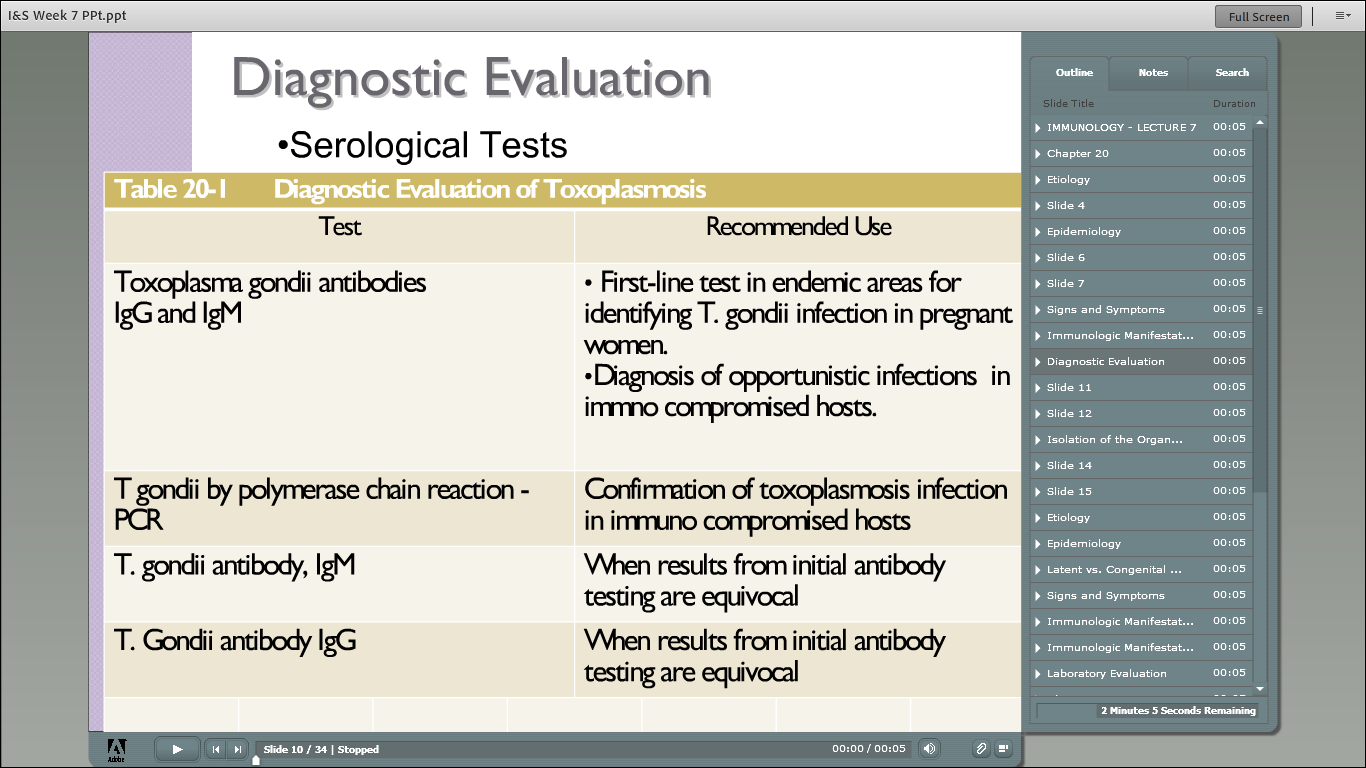 I&S Week 7 PPt.ppt
Full Screen
Diagnostic Evaluation
•Serological Tests
Table 20-1 Diagnostic Evaluation of Toxoplasmosis
Test
Recommended Use
Toxoplasma gondii antibodies
IgG and IgM
• First-line test in endemic areas for
identifying T. gondii infection in pregnant
women.
•Diagnosis of opportunistic infections in
immno compromised hosts.
T gondii by polymerase chain reaction -
PCR
Confirmation of toxoplasmosis infection
in immuno compromised hosts
T. gondii antibody, IgM
When results from initial antibody
testing are equivocal
T. Gondii antibody IgG
When results from initial antibody
testing are equivocal
Outline Notes Search
Slide Title Duration
IMMUNOLOGY - LECTURE 7 00:05
Chapter 20 00:05
Etiology 00:05
Slide 4 00:05
Epidemiology 00:05
Slide 6 00:05
Slide 7 00:05
Signs and Symptoms 00:05
Immunologic Manifestat... 00:05
Diagnostic Evaluation 00:05
Slide 11 00:05
Slide 12 00:05
Isolation of the Organ... 00:05
Slide 14 00:05
Slide 15 00:05
Etiology 00:05
Epidemiology 00:05
Latent vs. Congenital ... 00:05
Signs and Symptoms 00:05
Immunologic Manifestat... 00:05
Immunologic Manifestat... 00:05
Laboratory Evaluation 00:05
2 Minutes 5 Seconds Remaining
Adobe
Slide 10 / 34 | Stopped
00:00 / 00:05